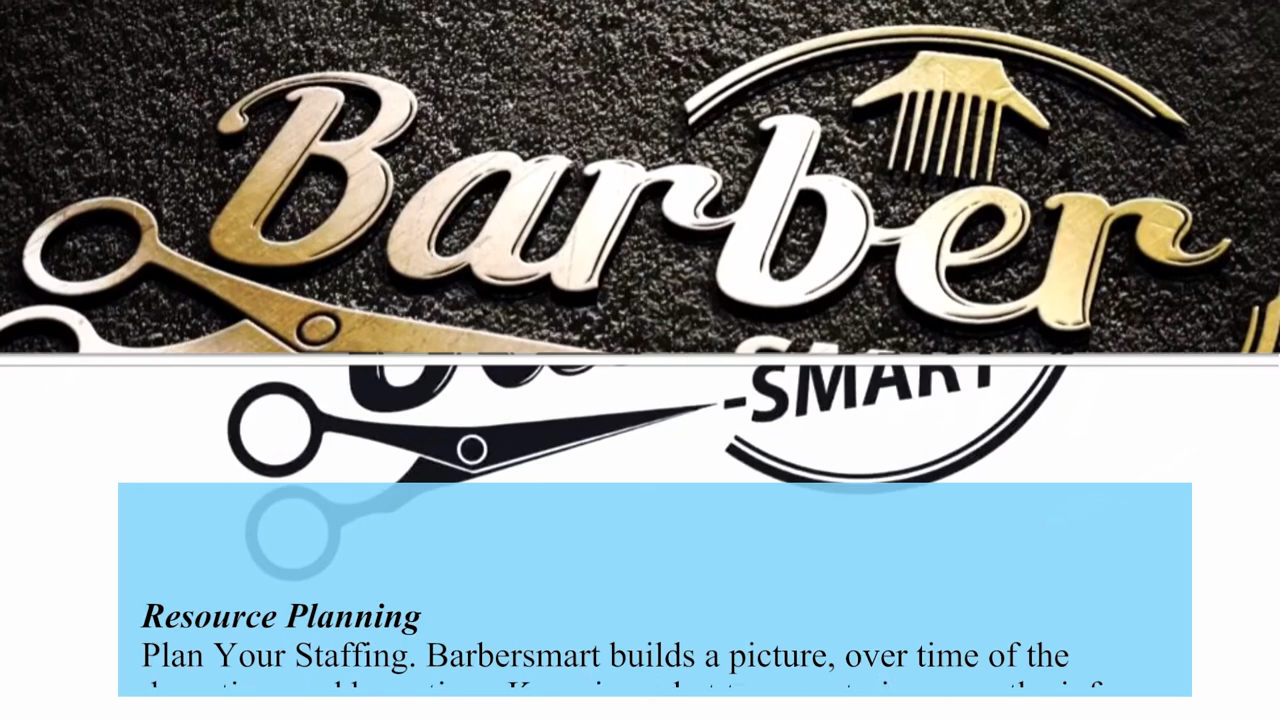 Barber
-SMART
Resource Planning
Plan Your Staffing. Barbersmart builds a picture, over time of the